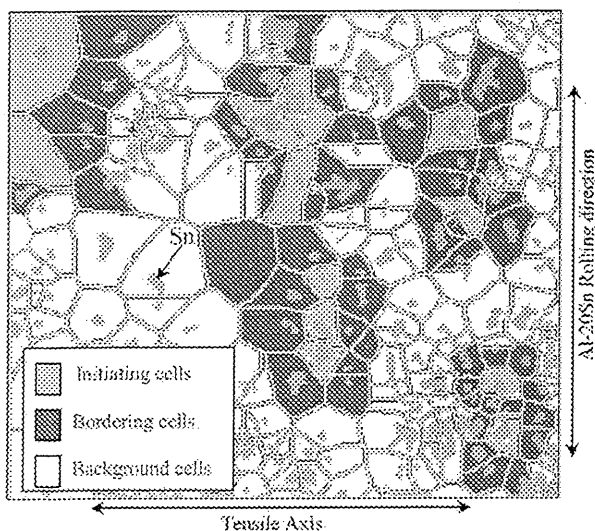 Sn
Initiating cells
Bordering cells
Background cells
Tensile Axis
Al-20Sn Rolling direction